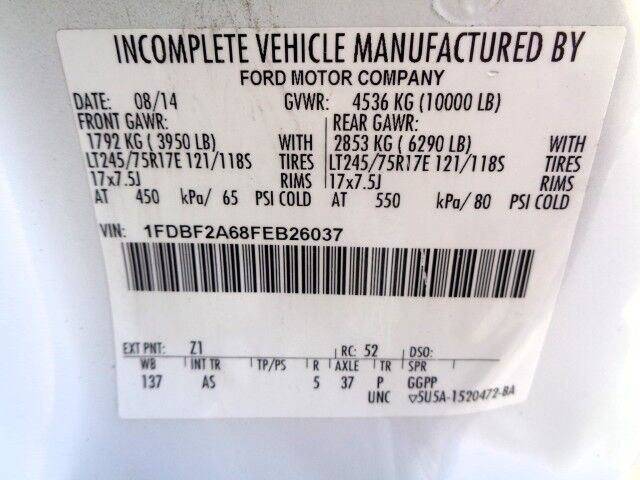 INCOMPLETE VEHICLE MANUFACTURED BY
FORD MOTOR COMPANY
DATE: 08/14 GVWR: 4536 KG (10000 LB)
FRONT GAWR: REAR GAWR:
1792 KG ( 3950 LB) WITH 2853 KG ( 6290 LB) WITH
LT245/75R17E 121/118S TIRES LT245/75R17E 121/118S TIRES
17x7.5J RIMS 17x7.5J RIMS
AT 450 kPa/ 65 PSI COLD AT 550 kPa/ 80 PSI COLD
VIN: 1FDBF2A68FEB26037
EXT PNT: Z1 RC: 52 DSO:
WB INT TR TP/PS R AXLE TR SPR
137 AS 5 37 P GGPP
UNC ▽5U5A-1520472-BA